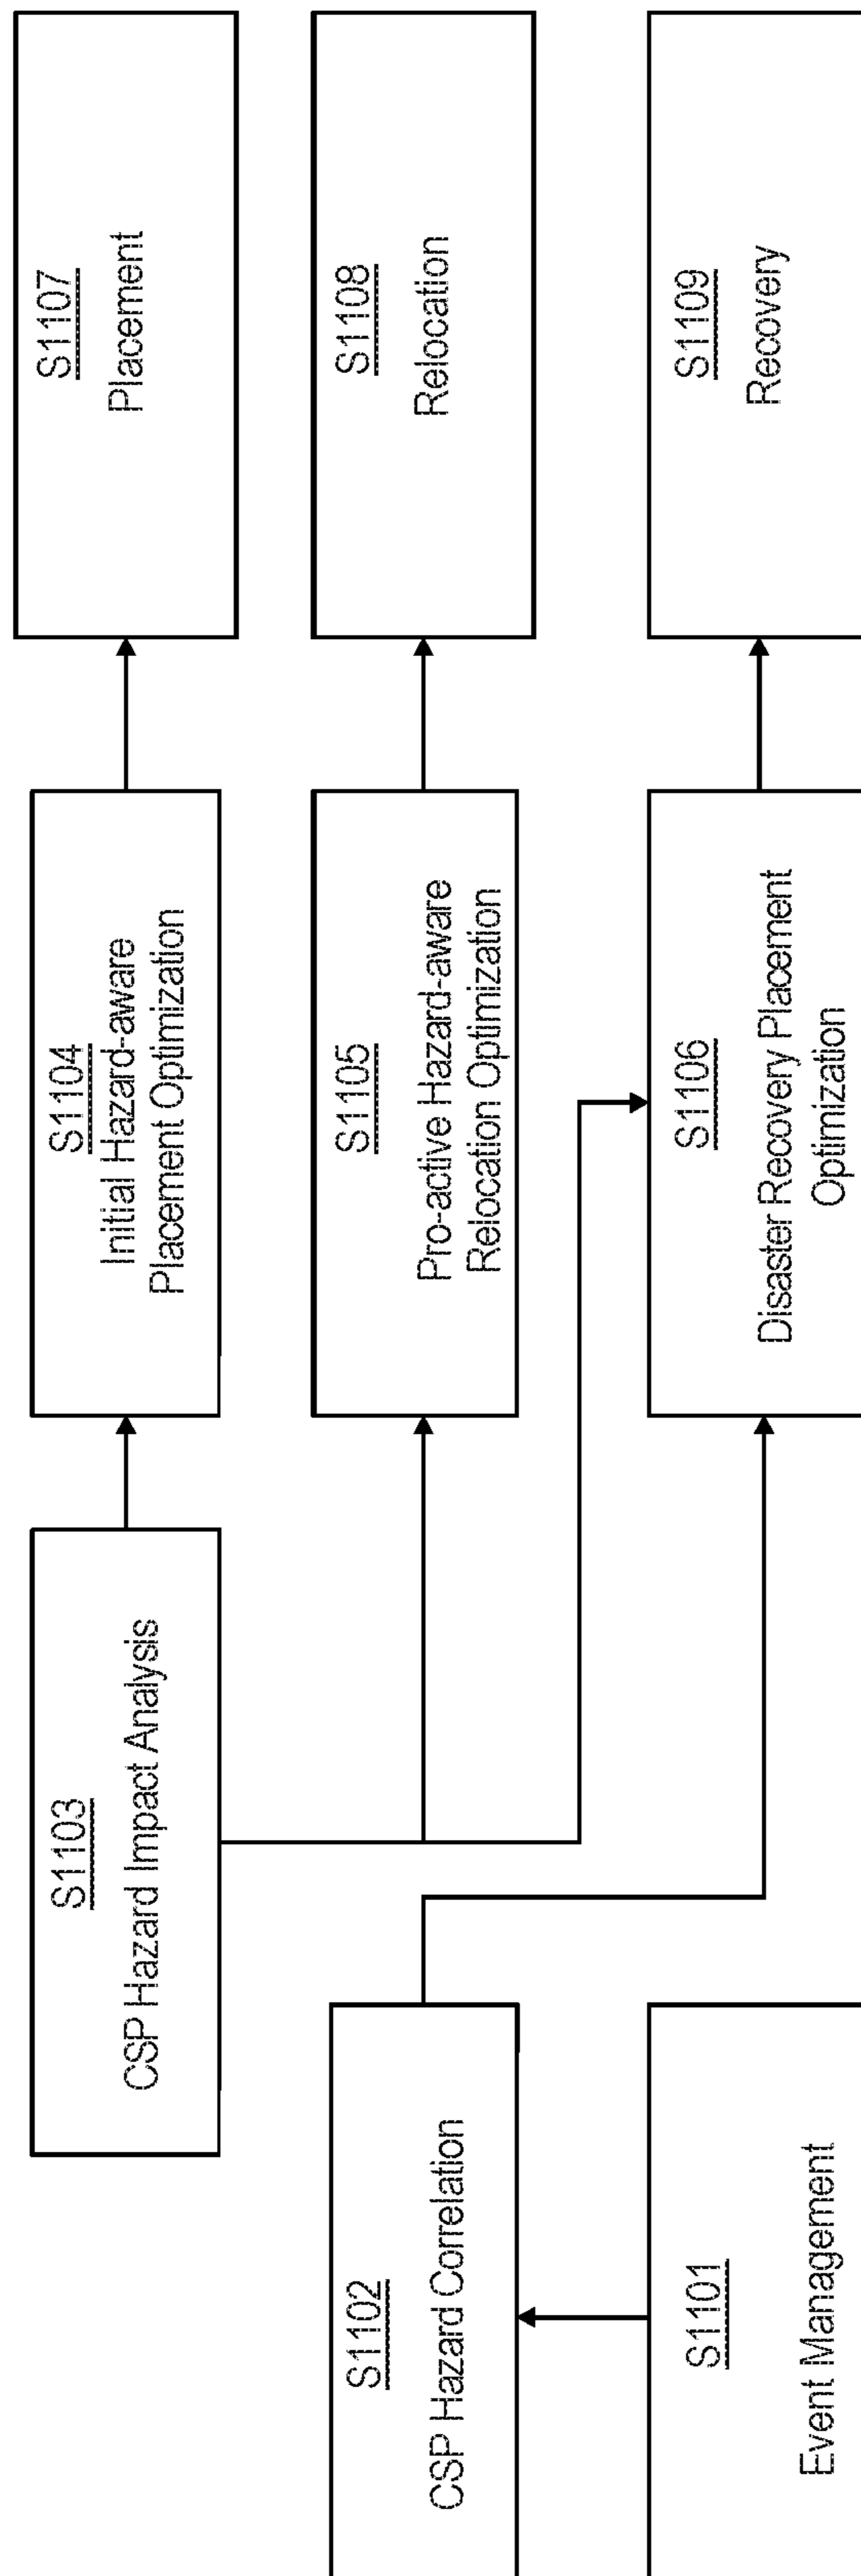 S1103
CSP Hazard Impact Analysis
S1104
Initial Hazard-aware
Placement Optimization
S1107
Placement
S1102
CSP Hazard Correlation
S1105
Pro-active Hazard-aware
Relocation Optimization
S1108
Relocation
S1101
Event Management
S1106
Disaster Recovery Placement
Optimization
S1109
Recovery